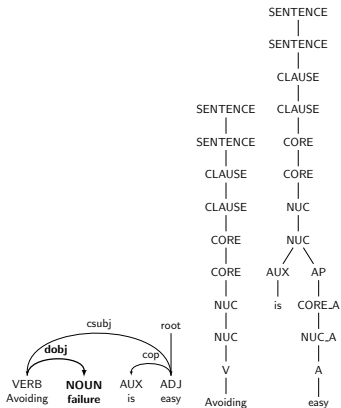 SENTENCE
SENTENCE
CLAUSE
SENTENCE CLAUSE
SENTENCE CORE
CLAUSE CORE
CLAUSE NUC
CORE NUC
CORE AUX AP
csubj root NUC is CORE_A
dobj cop NUC NUC_A
VERB NOUN AUX ADJ V A
Avoiding failure is easy Avoiding easy